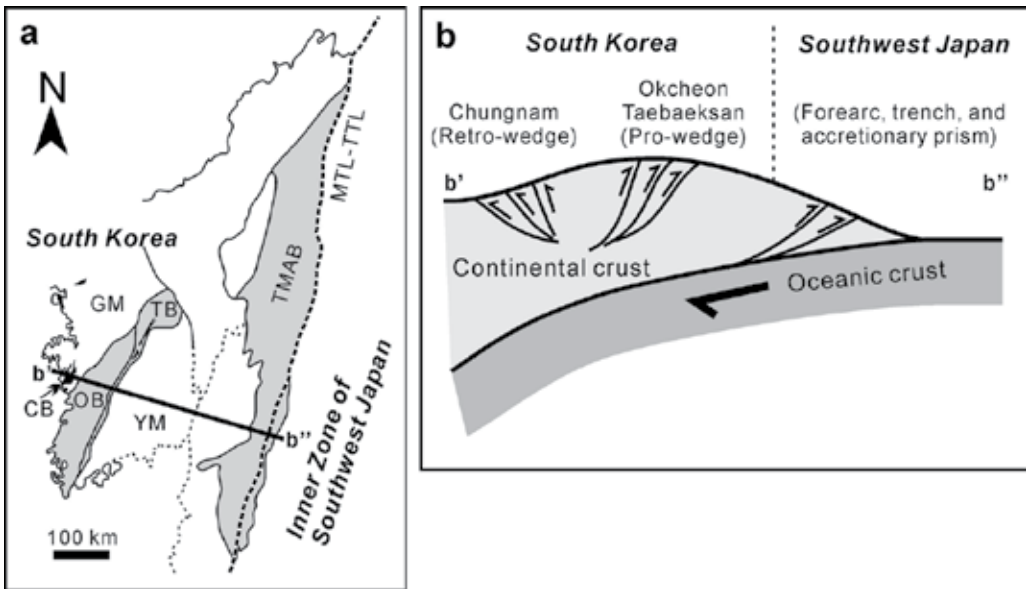 a
N
South Korea
GM
TB
b'
CB
OB
YM
TMAB
MTL-TTL
b''
Inner Zone of
Southwest Japan
100 km
b
South Korea
Southwest Japan
Chungnam
(Retro-wedge)
Okcheon
Taebaeksan
(Pro-wedge)
(Forearc, trench, and
accretionary prism)
b'
b''
Continental crust
Oceanic crust